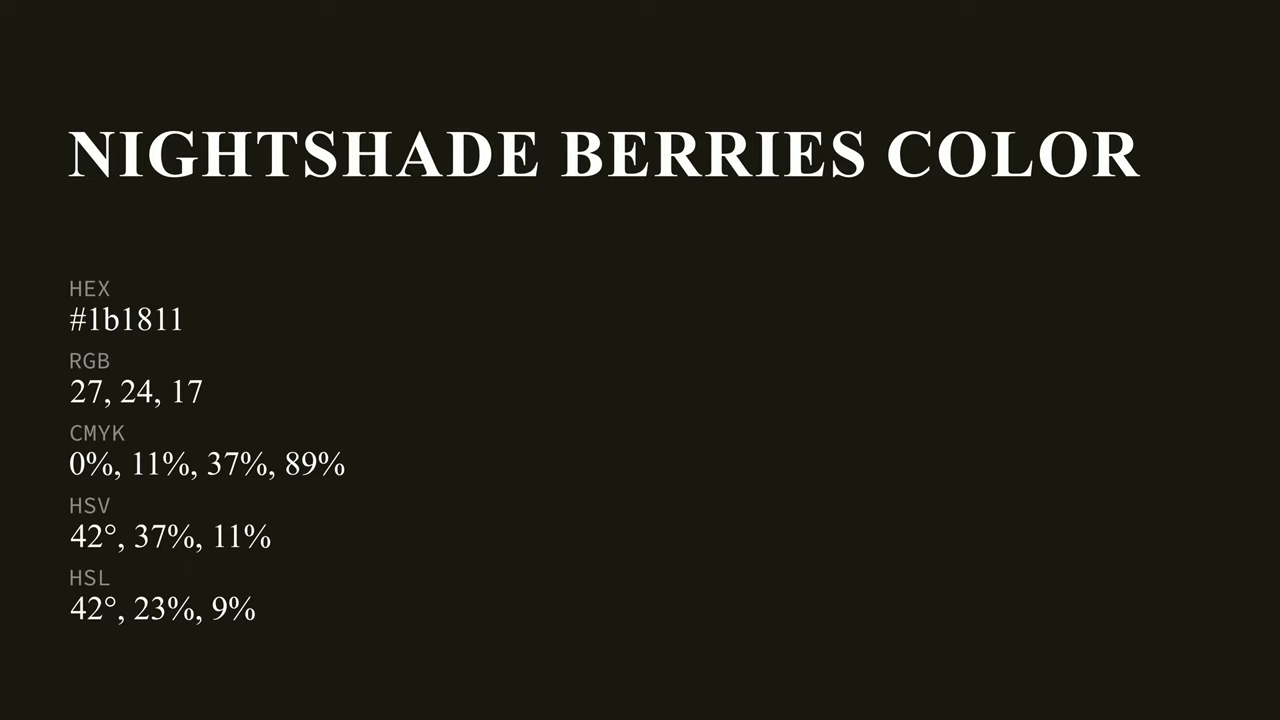 NIGHTSHADE BERRIES COLOR
HEX
#1b1811
RGB
27, 24, 17
CMYK
0%, 11%, 37%, 89%
HSV
42°, 37%, 11%
HSL
42°, 23%, 9%